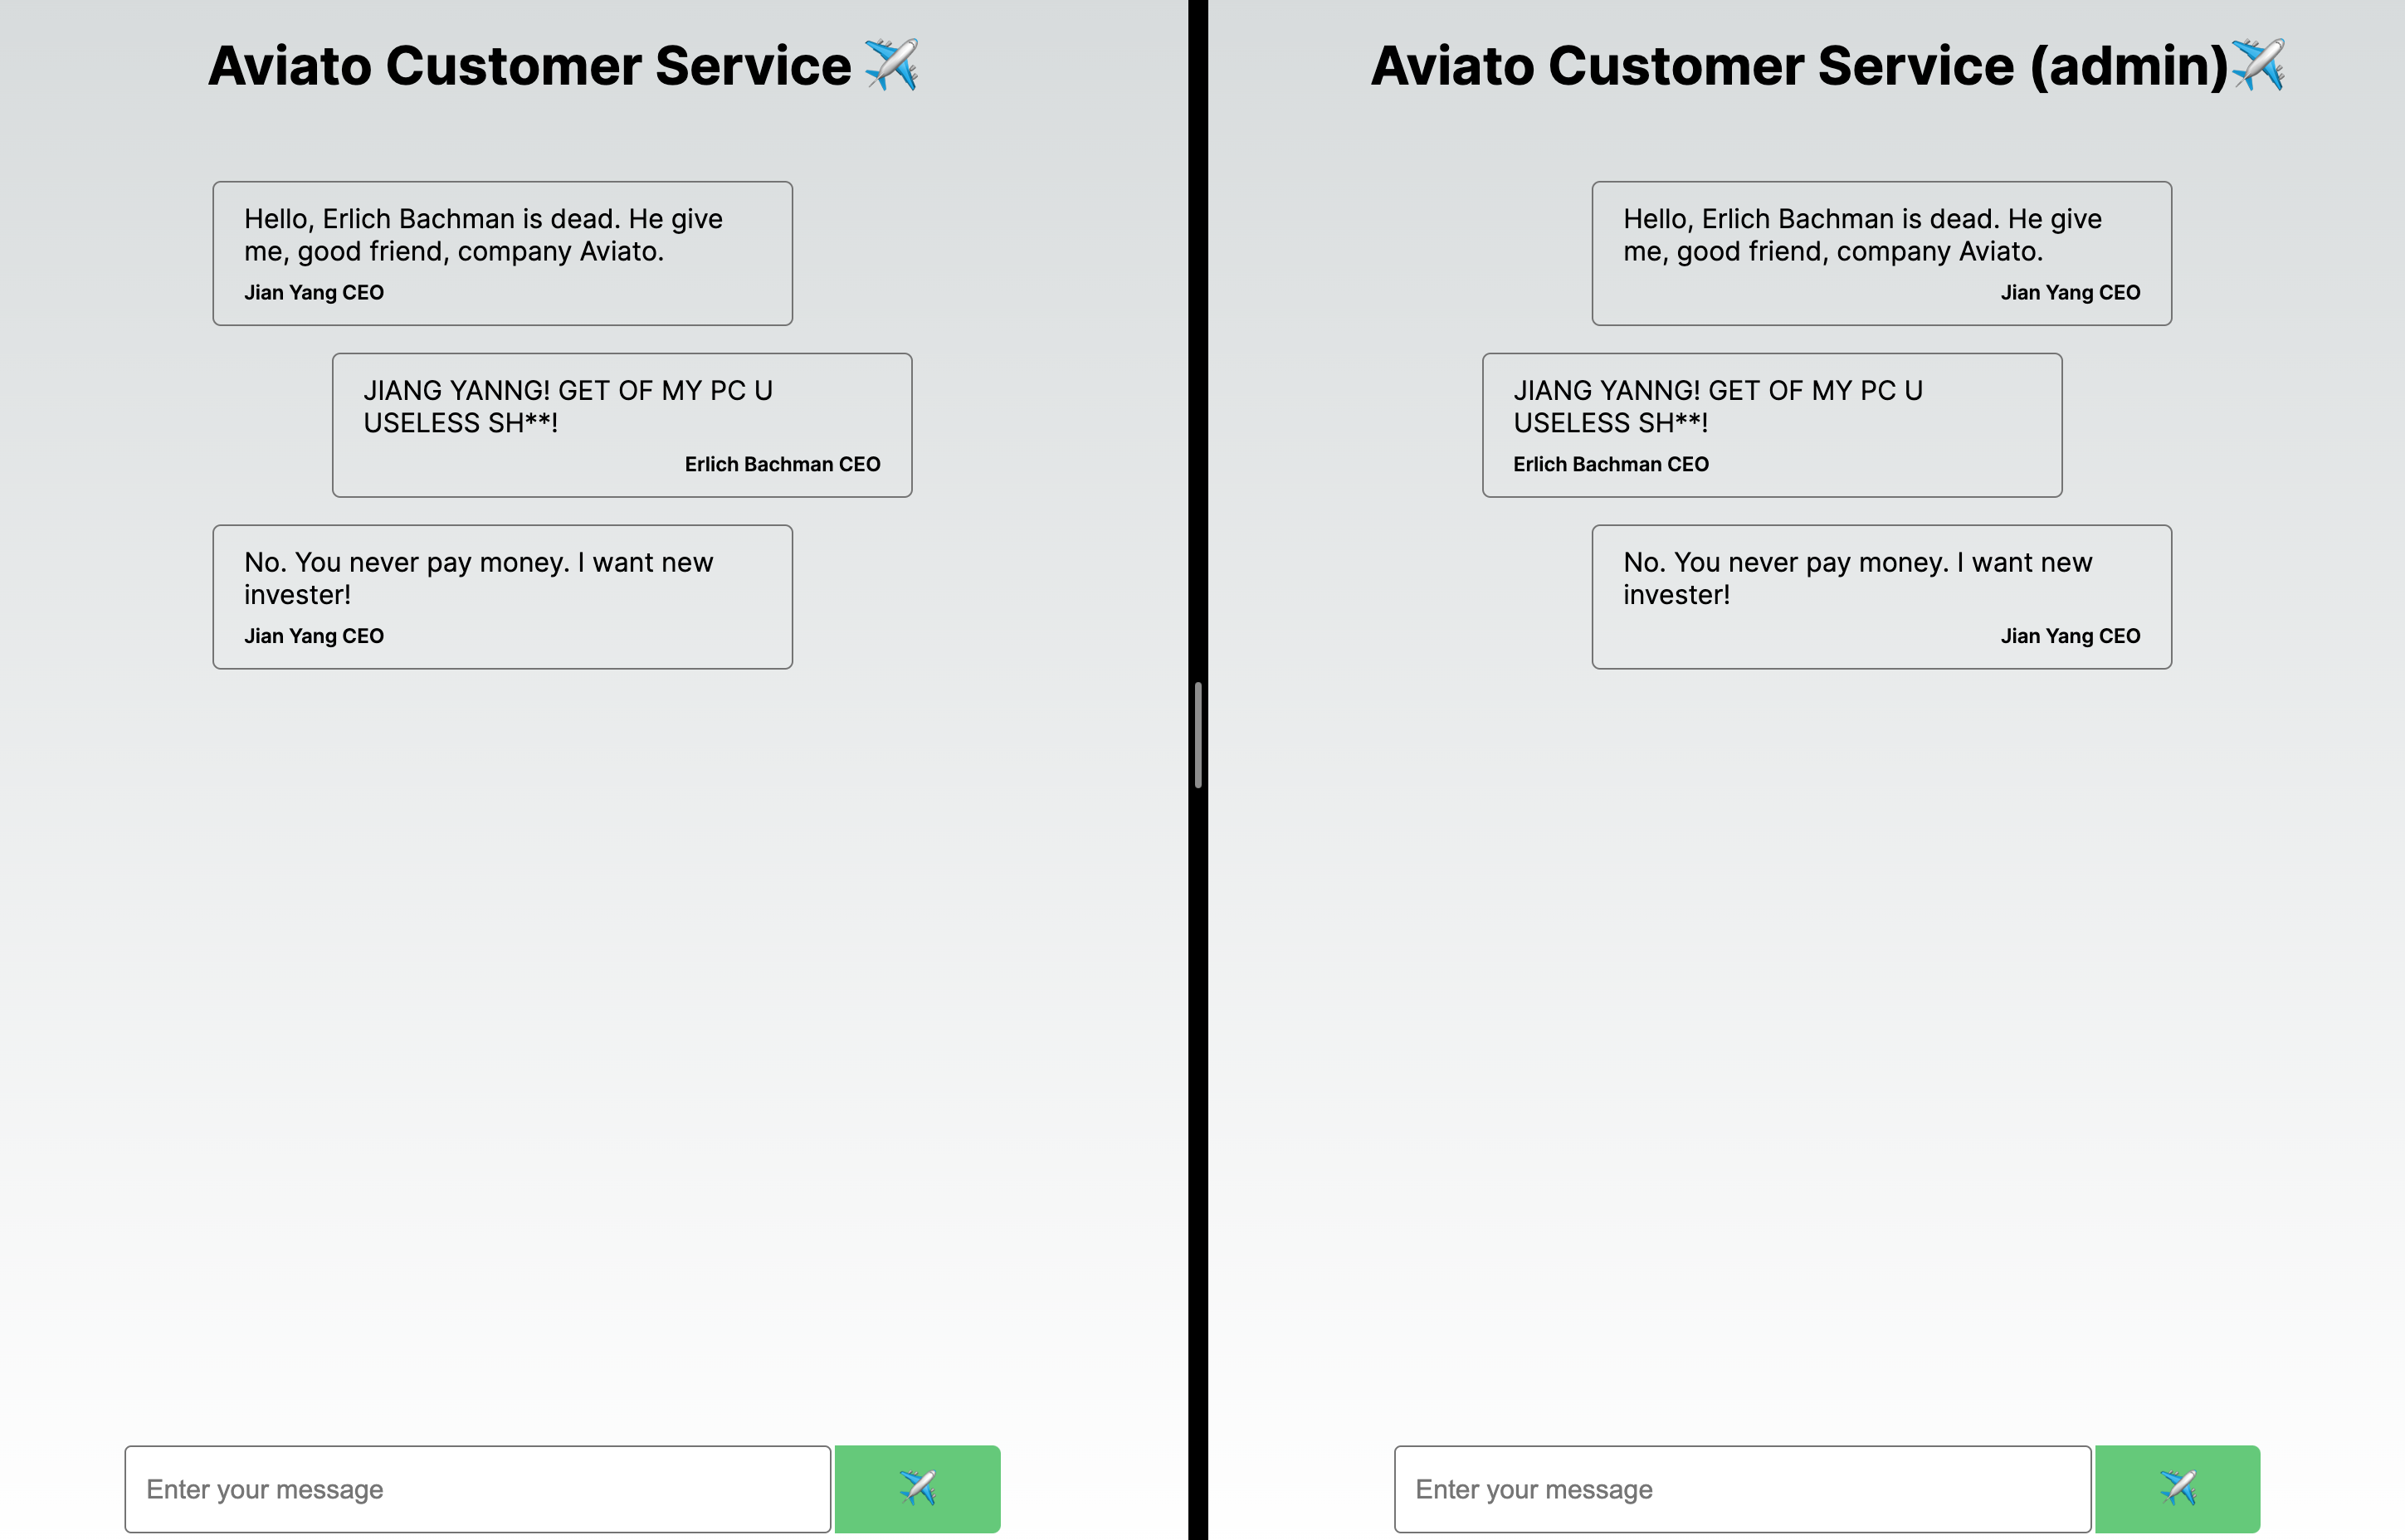 Aviato Customer Service ✈️
Hello, Erlich Bachman is dead. He give
me, good friend, company Aviato.
Jian Yang CEO
JIANG YANNG! GET OF MY PC U
USELESS SH**!
Erlich Bachman CEO
No. You never pay money. I want new
invester!
Jian Yang CEO
Enter your message
✈️
Aviato Customer Service (admin)✈️
Hello, Erlich Bachman is dead. He give
me, good friend, company Aviato.
Jian Yang CEO
JIANG YANNG! GET OF MY PC U
USELESS SH**!
Erlich Bachman CEO
No. You never pay money. I want new
invester!
Jian Yang CEO
Enter your message
✈️